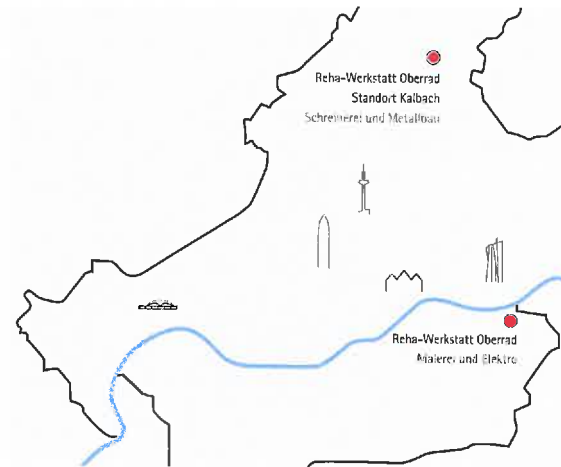 Reha-Werkstatt Oberrad
Standort Kalbach
Schreinerei und Metallbau
Reha-Werkstatt Oberrad
Malerei und Elektro